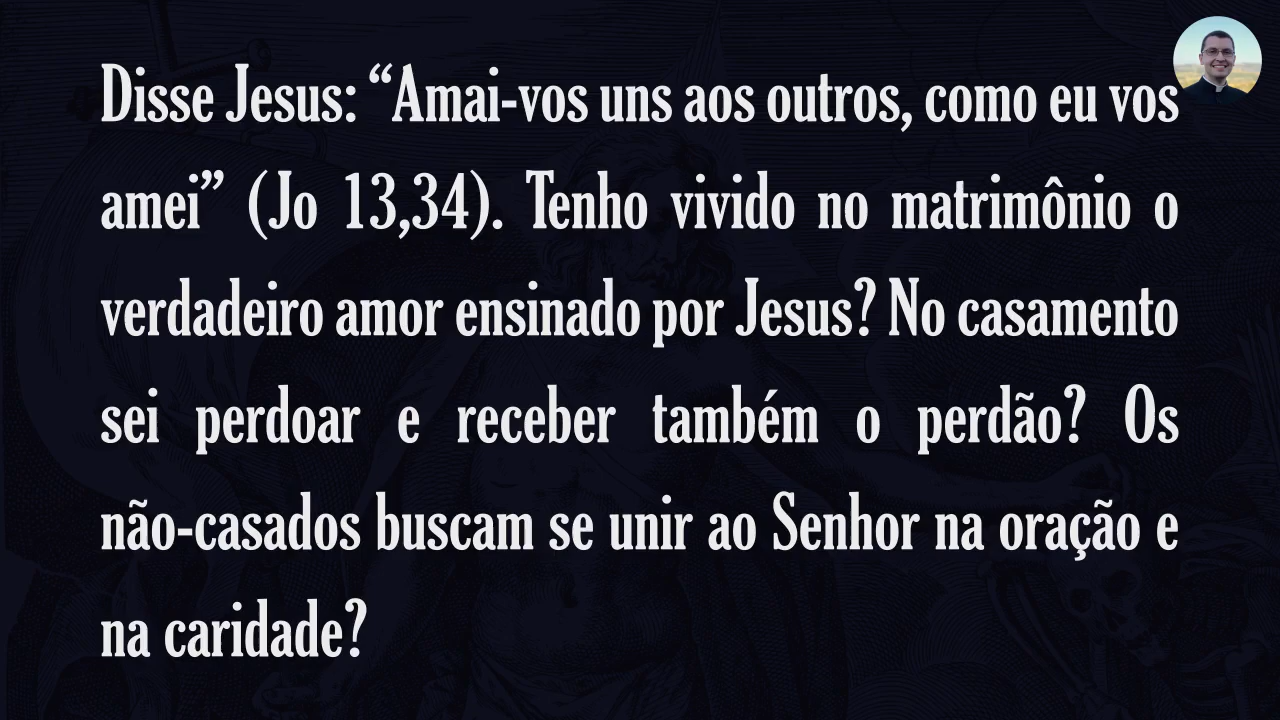 Disse Jesus: “Amai-vos uns aos outros, como eu vos
amei” (Jo 13,34). Tenho vivido no matrimônio o
verdadeiro amor ensinado por Jesus? No casamento
sei perdoar e receber também o perdão? Os
não-casados buscam se unir ao Senhor na oração e
na caridade?